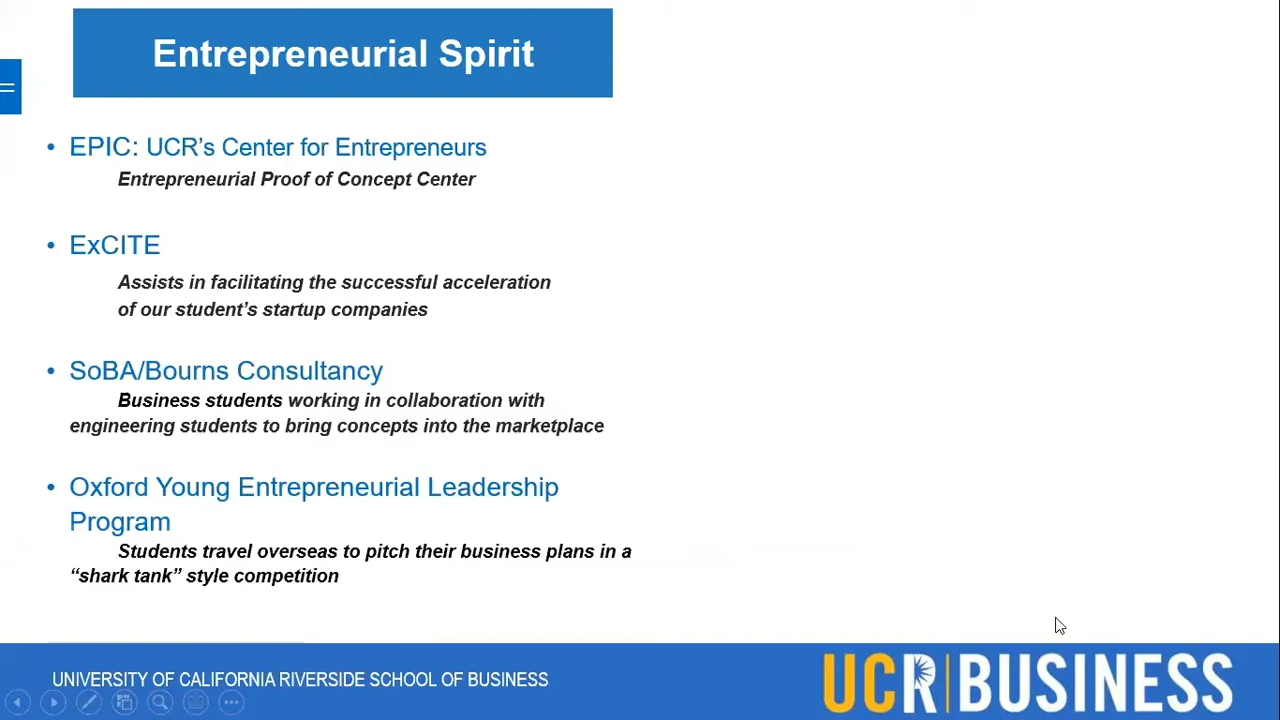 Entrepreneurial Spirit
• EPIC: UCR's Center for Entrepreneurs
Entrepreneurial Proof of Concept Center
• ExCITE
Assists in facilitating the successful acceleration
of our student's startup companies
• SoBA/Bourns Consultancy
Business students working in collaboration with
engineering students to bring concepts into the marketplace
• Oxford Young Entrepreneurial Leadership
Program
Students travel overseas to pitch their business plans in a
“shark tank” style competition
UNIVERSITY OF CALIFORNIA RIVERSIDE SCHOOL OF BUSINESS
UCR BUSINESS